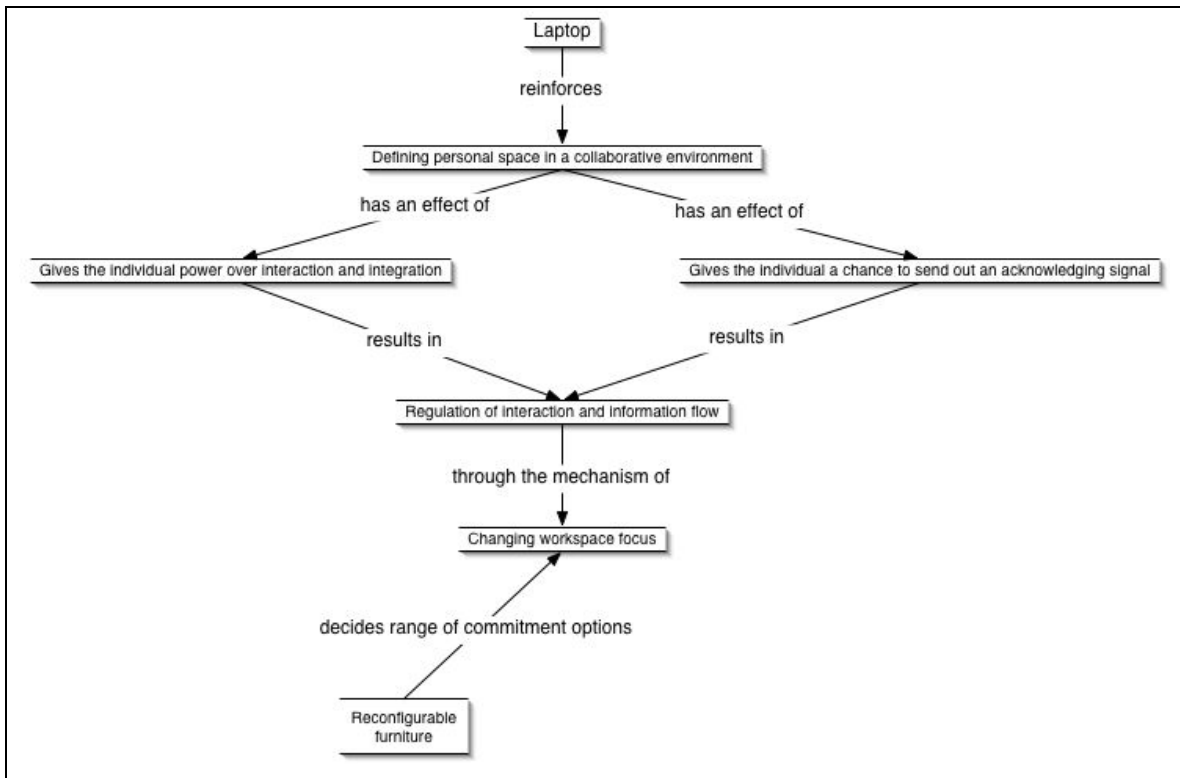 Laptop
reinforces
Defining personal space in a collaborative environment
has an effect of
has an effect of
Gives the individual power over interaction and integration
Gives the individual a chance to send out an acknowledging signal
results in
results in
Regulation of interaction and information flow
through the mechanism of
Changing workspace focus
decides range of commitment options
Reconfigurable
furniture